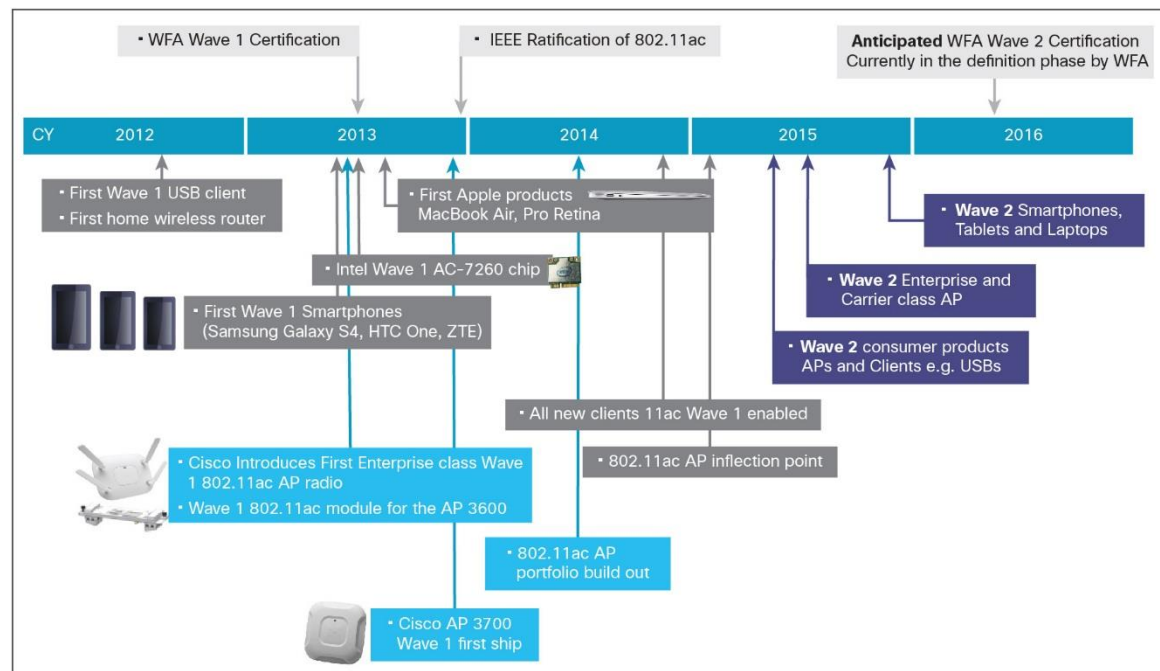 ▪ WFA Wave 1 Certification
▪ IEEE Ratification of 802.11ac
Anticipated WFA Wave 2 Certification
Currently in the definition phase by WFA
CY 2012 2013 2014 2015 2016
▪ First Wave 1 USB client
▪ First home wireless router
▪ First Apple products
MacBook Air, Pro Retina
▪ Wave 2 Smartphones,
Tablets and Laptops
▪ Intel Wave 1 AC-7260 chip
▪ Wave 2 Enterprise and
Carrier class AP
▪ First Wave 1 Smartphones
(Samsung Galaxy S4, HTC One, ZTE)
▪ Wave 2 consumer products
APs and Clients e.g. USBs
▪ All new clients 11ac Wave 1 enabled
▪ 802.11ac AP inflection point
▪ Cisco Introduces First Enterprise class Wave
1 802.11ac AP radio
▪ Wave 1 802.11ac module for the AP 3600
▪ 802.11ac AP
portfolio build out
▪ Cisco AP 3700
Wave 1 first ship